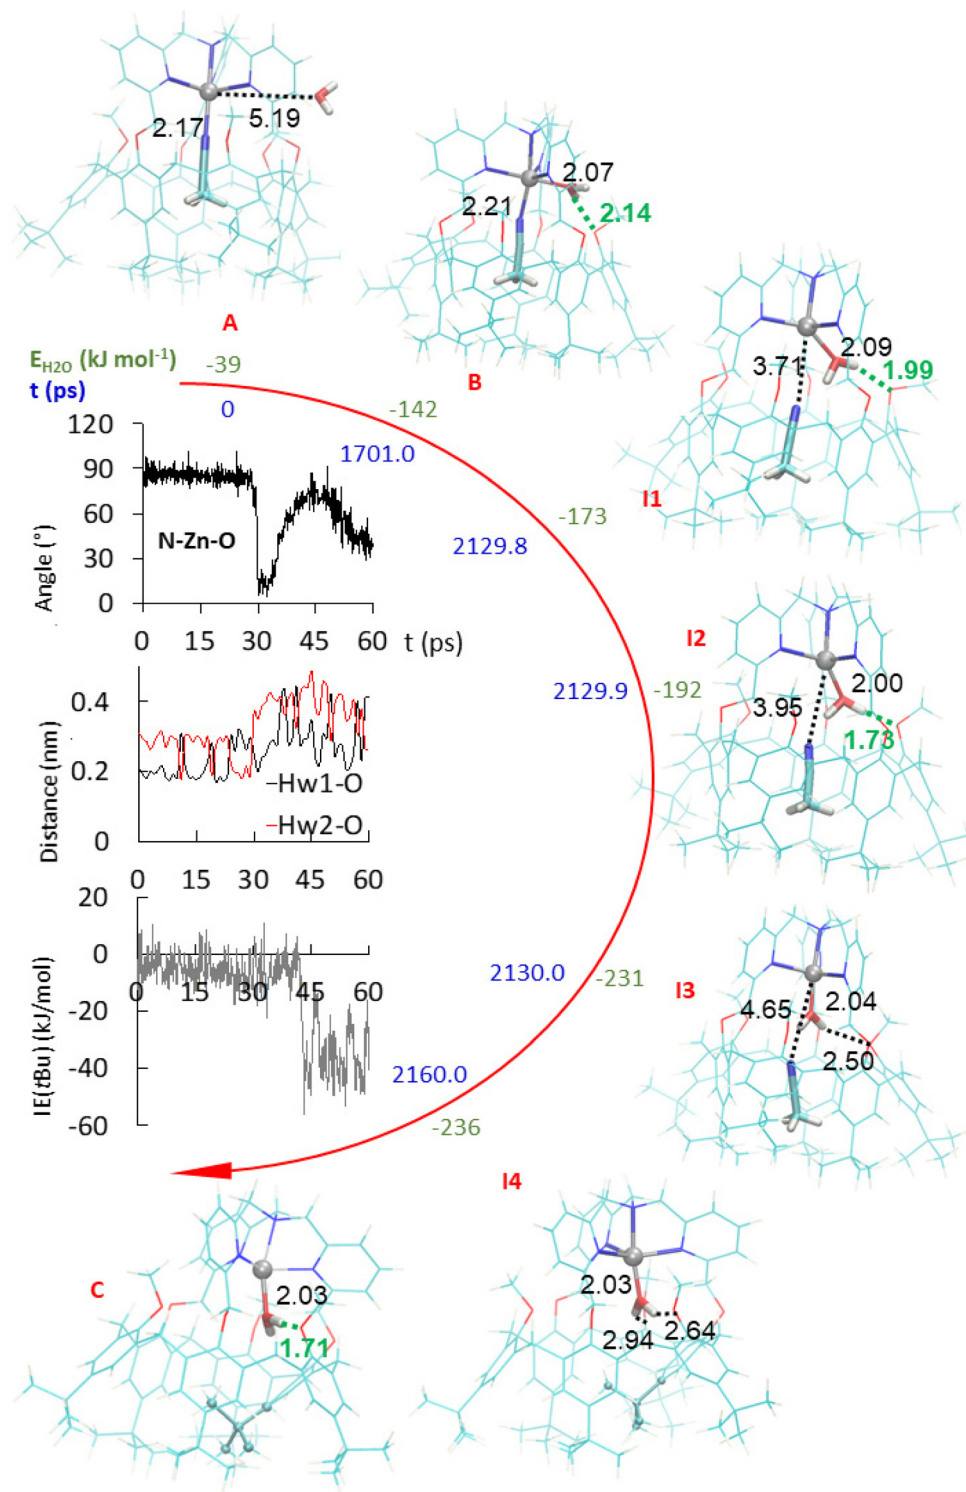 2.17
5.19
A
2.07
2.21
2.14
B
E_H2O (kJ mol⁻¹)
-39
t (ps)
0
-142
1701.0
3.71
2.09
1.99
I1
-173
2129.8
120
90
60
30
0
Angle (°)
N-Zn-O
0 15 30 45 60 t (ps)
I2
3.95
2.00
1.73
2129.9
-192
0.4
0.2
0
Distance (nm)
Hw1-O
Hw2-O
0 15 30 45 60
20
0
-20
-40
-60
IE(tBu) (kJ/mol)
0 15 30 45 60
2130.0
-231
I3
4.65
2.04
2.50
2160.0
-236
I4
2.03
2.64
2.94
C
2.03
1.71